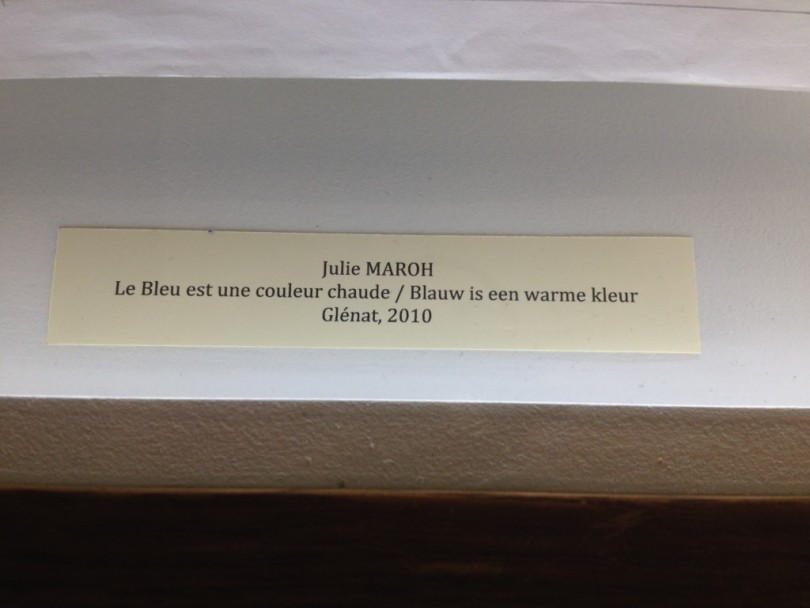 Julie MAROH
Le Bleu est une couleur chaude / Blauw is een warme kleur
Glénat, 2010